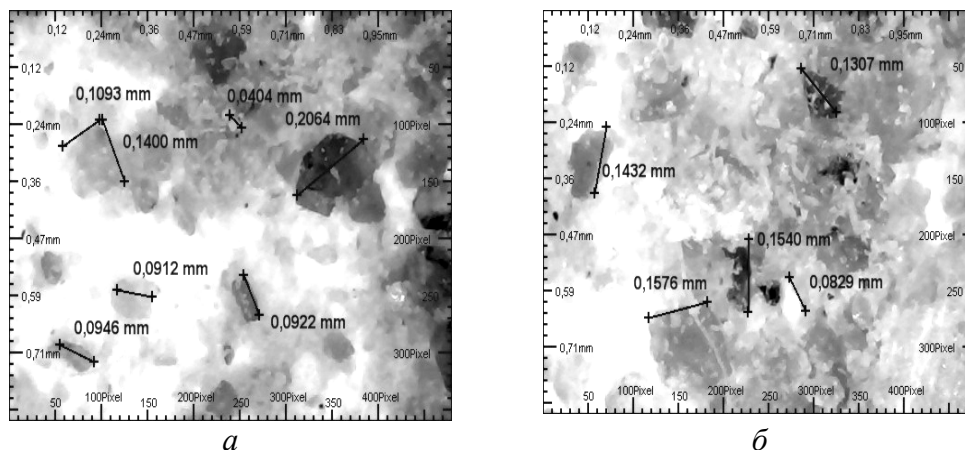 0,12 0,24mm 0,36 0,47mm 0,59 0,71mm 0,83 0,95mm
0,12 50
0,1093 mm 0,0404 mm
0,24mm 0,2064 mm 100Pixel
0,1400 mm
0,36 150
0,47mm 200Pixel
0,0912 mm
0,59 250
0,0922 mm
0,0946 mm
0,71mm 300Pixel
50 100Pixel 150 200Pixel 250 300Pixel 350 400Pixel
а
0,12 0,24mm 0,36 0,47mm 0,59 0,71mm 0,83 0,95mm
0,12 0,1307 mm 50
0,24mm 100Pixel
0,36 0,1432 mm 150
0,47mm 0,1540 mm 200Pixel
0,1576 mm 0,0829 mm
0,59 250
0,71mm 300Pixel
50 100Pixel 150 200Pixel 250 300Pixel 350 400Pixel
б